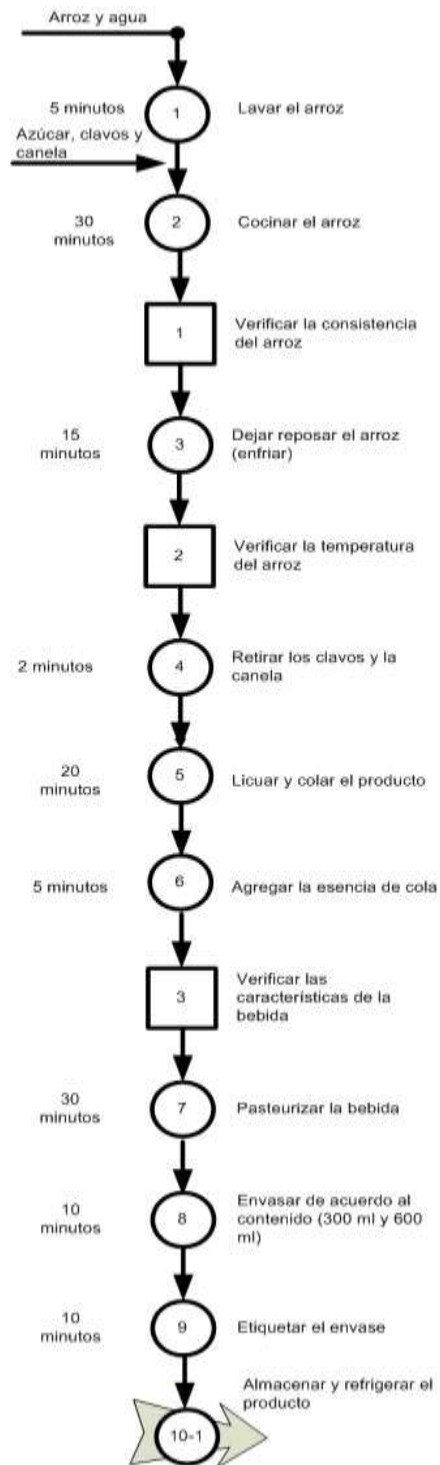 Arroz y agua
5 minutos
1
Lavar el arroz
Azúcar, clavos y
canela
30
minutos
2
Cocinar el arroz
1
Verificar la consistencia
del arroz
15
minutos
3
Dejar reposar el arroz
(enfriar)
2
Verificar la temperatura
del arroz
2 minutos
4
Retirar los clavos y la
canela
20
minutos
5
Licuar y colar el producto
5 minutos
6
Agregar la esencia de cola
3
Verificar las
características de la
bebida
30
minutos
7
Pasteurizar la bebida
10
minutos
8
Envasar de acuerdo al
contenido (300 ml y 600
ml)
10
minutos
9
Etiquetar el envase
Almacenar y refrigerar el
producto
10-1